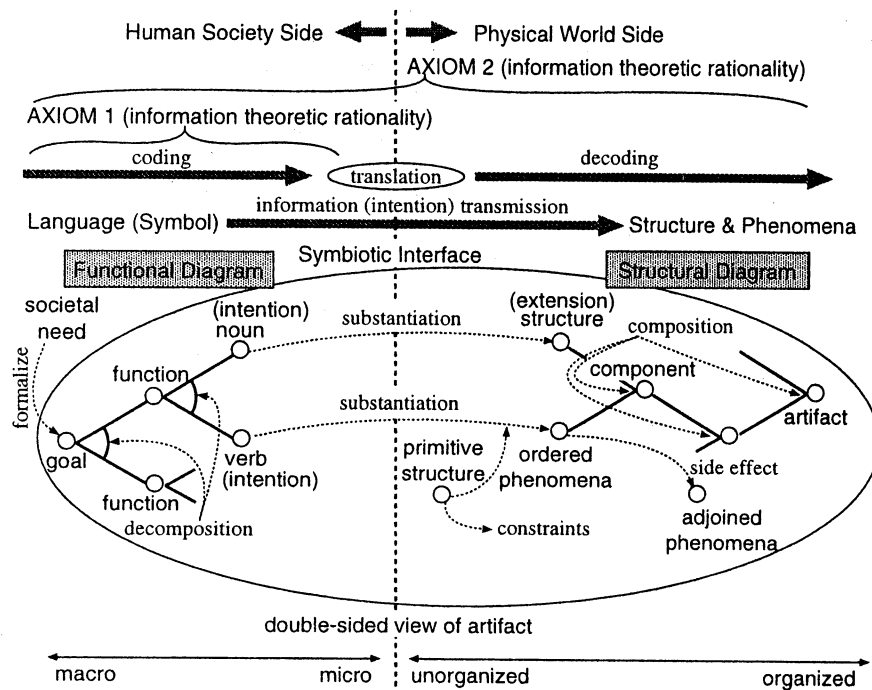 Human Society Side
Physical World Side
AXIOM 2 (information theoretic rationality)
AXIOM 1 (information theoretic rationality)
coding
translation
decoding
information (intention) transmission
Language (Symbol)
Structure & Phenomena
Symbiotic Interface
Functional Diagram
Structural Diagram
societal
need
(intention)
noun
substantiation
(extension)
structure
composition
formalize
function
component
substantiation
artifact
goal
verb
(intention)
primitive
structure
ordered
phenomena
side effect
function
decomposition
constraints
adjoined
phenomena
double-sided view of artifact
macro
micro
unorganized
organized